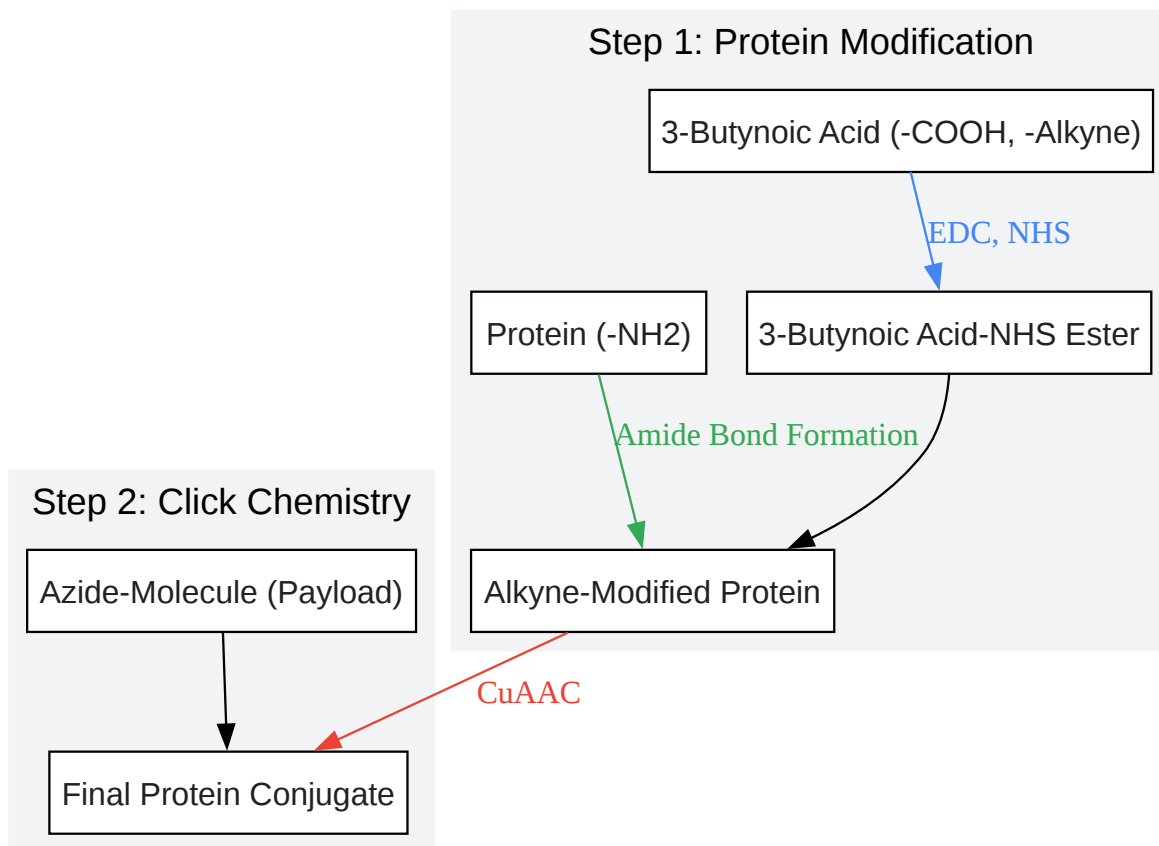 Step 1: Protein Modification
3-Butynoic Acid (-COOH, -Alkyne)
EDC, NHS
Protein (-NH2)
3-Butynoic Acid-NHS Ester
Amide Bond Formation
Step 2: Click Chemistry
Azide-Molecule (Payload)
Alkyne-Modified Protein
CuAAC
Final Protein Conjugate